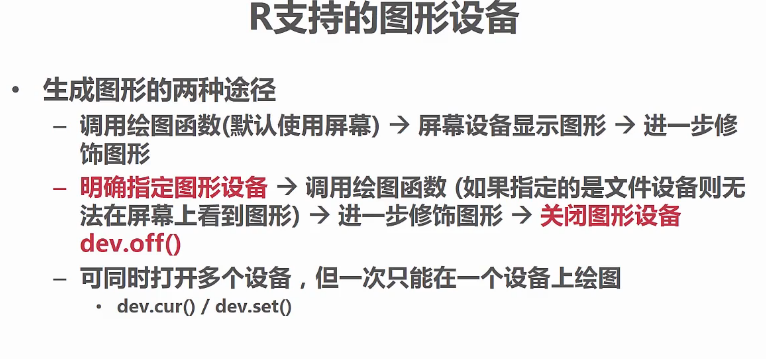 R支持的图形设备
• 生成图形的两种途径
– 调用绘图函数(默认使用屏幕) → 屏幕设备显示图形 → 进一步修
饰图形
– 明确指定图形设备 → 调用绘图函数 (如果指定的是文件设备则无
法在屏幕上看到图形) → 进一步修饰图形 → 关闭图形设备
dev.off()
– 可同时打开多个设备，但一次只能在一个设备上绘图
• dev.cur() / dev.set()